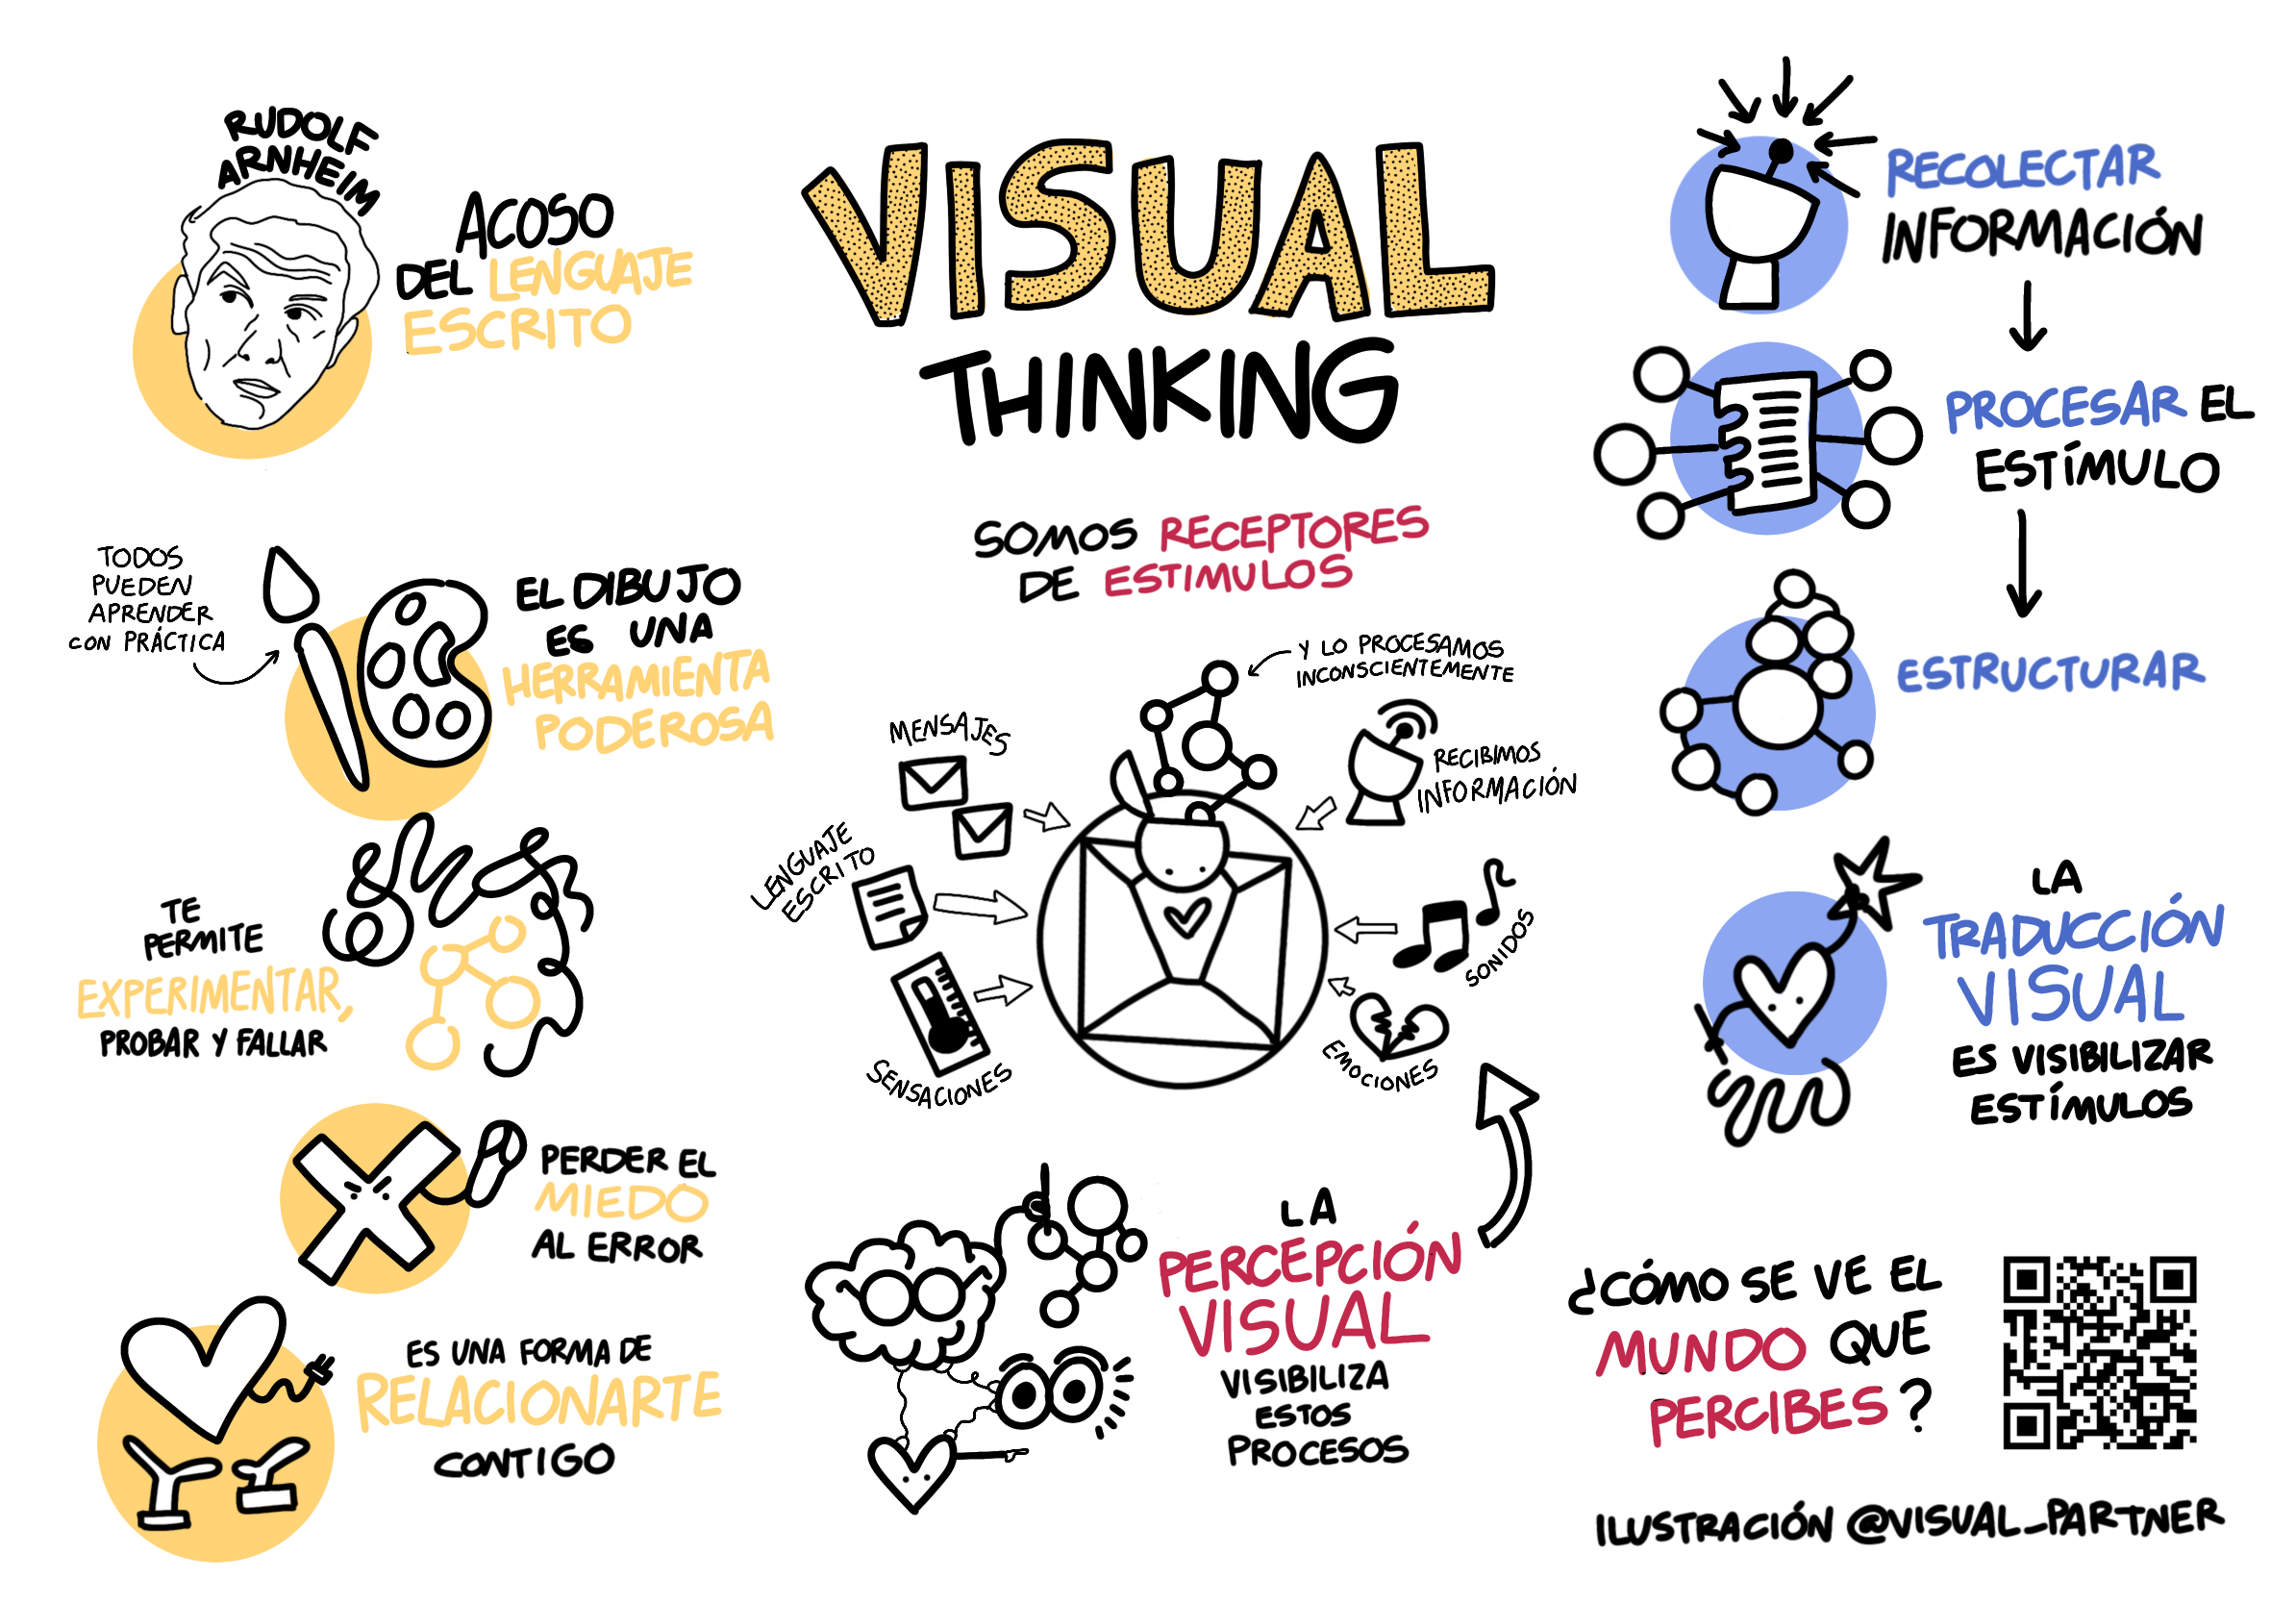 RUDOLF
ARNHEIM
ACOSO
DEL LENGUAJE
ESCRITO
TODOS
PUEDEN
APRENDER
CON PRÁCTICA
EL DIBUJO
ES UNA
HERRAMIENTA
PODEROSA
TE
PERMITE
EXPERIMENTAR,
PROBAR Y FALLAR
PERDER EL
MIEDO
AL ERROR
ES UNA FORMA DE
RELACIONARTE
CONTIGO
VISUAL
THINKING
SOMOS RECEPTORES
DE ESTIMULOS
Y LO PROCESAMOS
INCONSCIENTEMENTE
MENSAJES
RECIBIMOS
INFORMACIÓN
LENGUAJE
ESCRITO
SONIDOS
SENSACIONES
EMOCIONES
LA
PERCEPCIÓN
VISUAL
VISIBILIZA
ESTOS
PROCESOS
RECOLECTAR
INFORMACIÓN
PROCESAR EL
ESTÍMULO
ESTRUCTURAR
LA
TRADUCCIÓN
VISUAL
ES VISIBILIZAR
ESTÍMULOS
¿CÓMO SE VE EL
MUNDO QUE
PERCIBES?
ILUSTRACIÓN @VISUAL_PARTNER